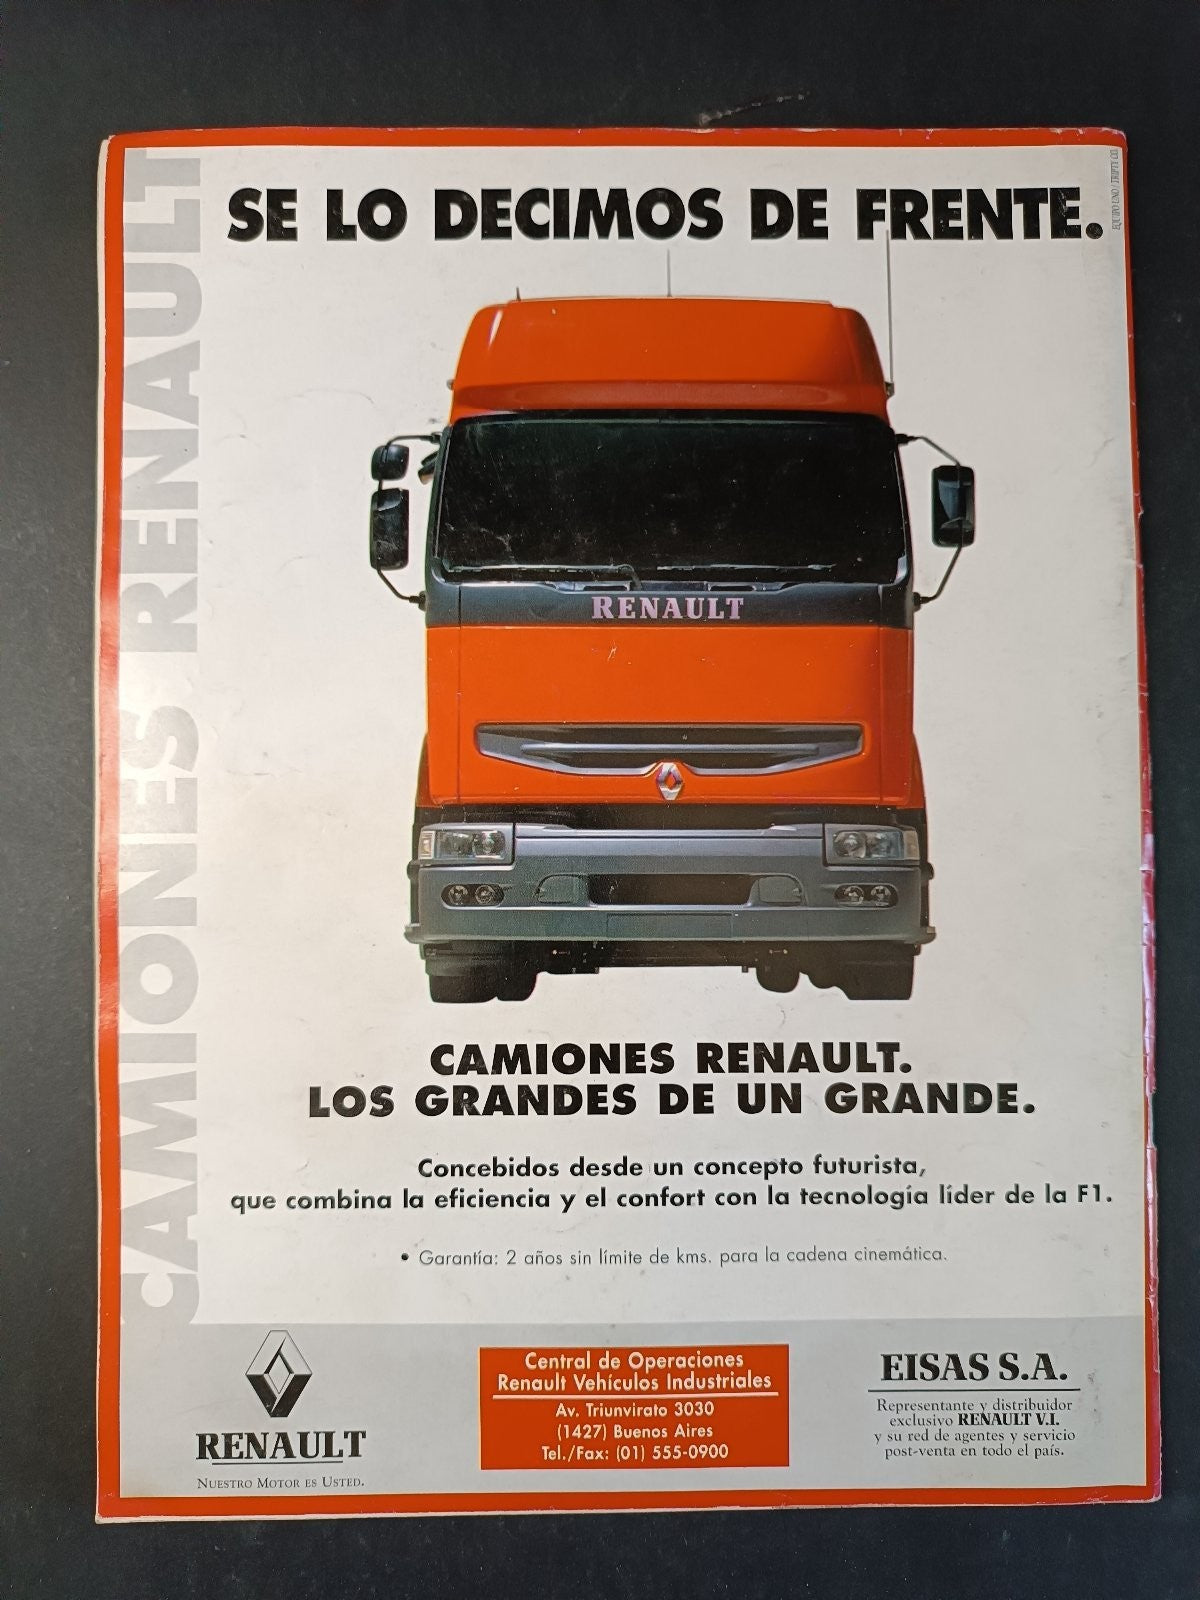 SE LO DECIMOS DE FRENTE.
EQUIPO UNO / TRIPTY CO.
CAMIONES RENAULT
RENAULT
CAMIONES RENAULT.
LOS GRANDES DE UN GRANDE.
Concebidos desde un concepto futurista,
que combina la eficiencia y el confort con la tecnología líder de la F1.
• Garantía: 2 años sin límite de kms. para la cadena cinemática.
RENAULT
NUESTRO MOTOR ES USTED.
Central de Operaciones
Renault Vehículos Industriales
Av. Triunvirato 3030
(1427) Buenos Aires
Tel./Fax: (01) 555-0900
EISAS S.A.
Representante y distribuidor
exclusivo RENAULT V.I.
y su red de agentes y servicio
post-venta en todo el país.